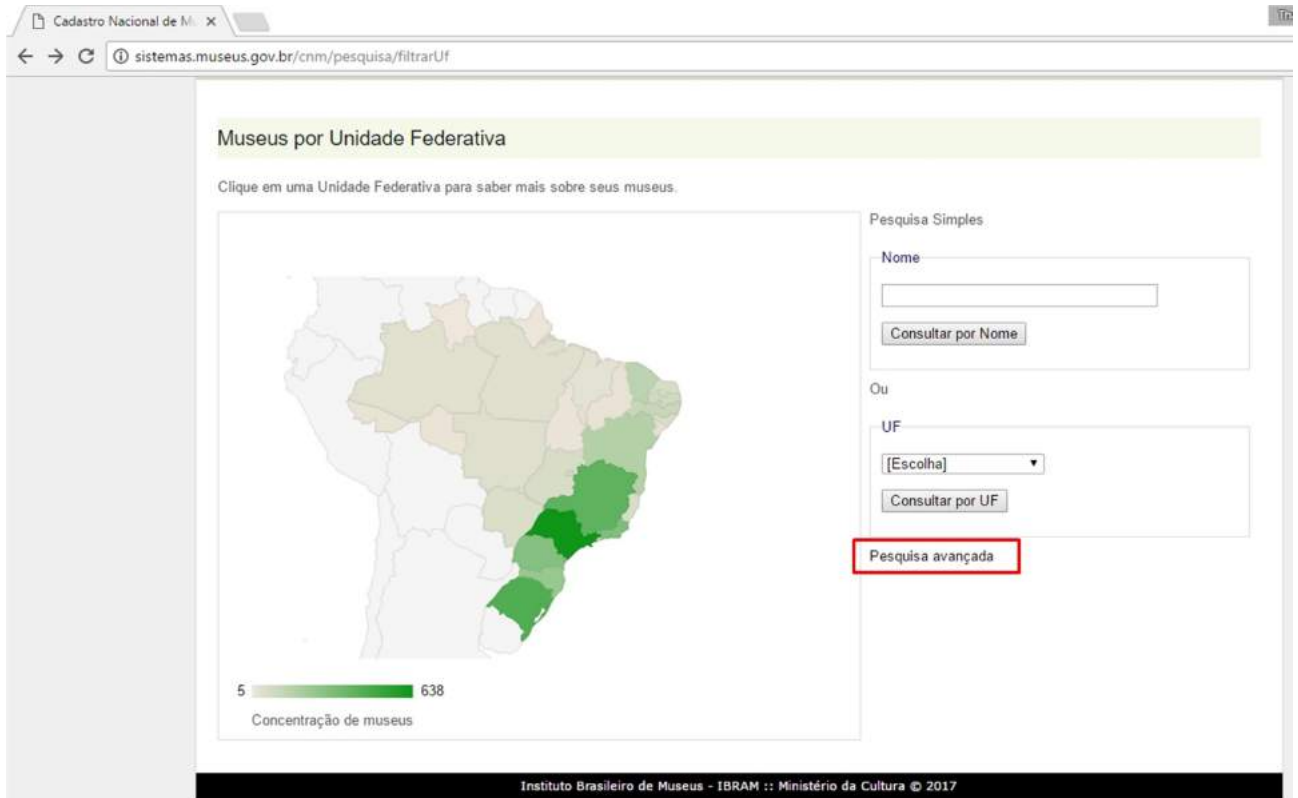 Cadastro Nacional de M
sistemas.museus.gov.br/cnm/pesquisa/filtrarUf
Museus por Unidade Federativa
Clique em uma Unidade Federativa para saber mais sobre seus museus.
Pesquisa Simples
Nome
Consultar por Nome
Ou
UF
[Escolha]
Consultar por UF
Pesquisa avançada
5 638
Concentração de museus
Instituto Brasileiro de Museus - IBRAM :: Ministério da Cultura © 2017